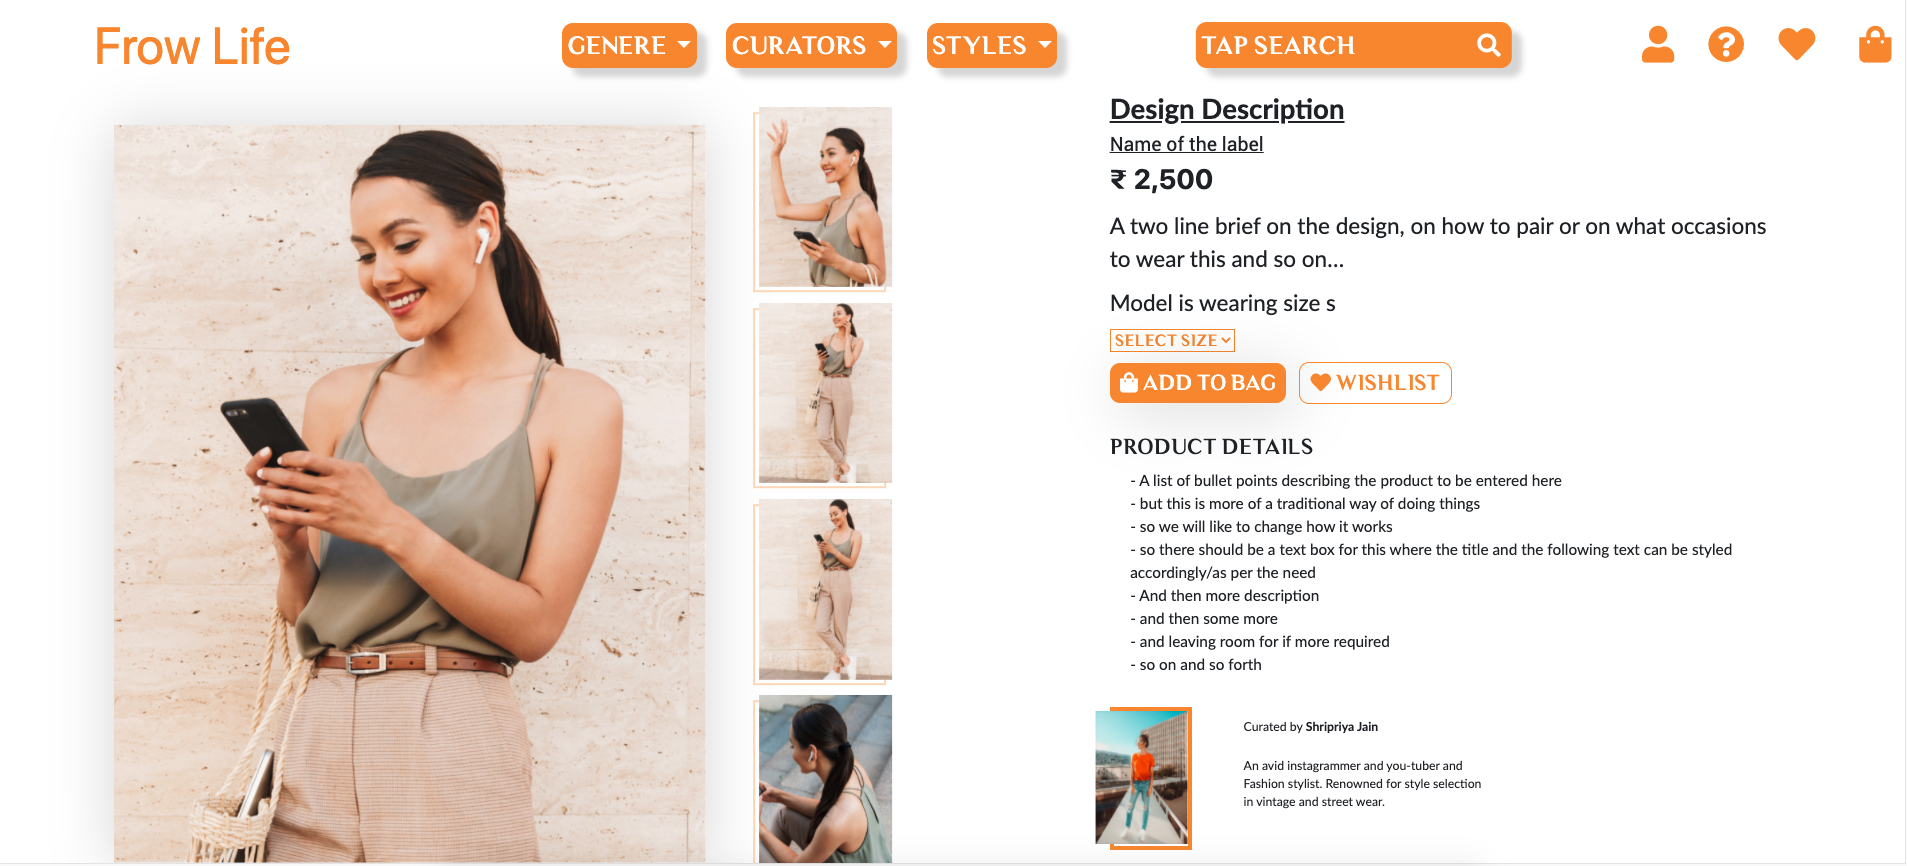 Frow Life
GENERE
CURATORS
STYLES
TAP SEARCH
Design Description
Name of the label
₹ 2,500
A two line brief on the design, on how to pair or on what occasions
to wear this and so on...
Model is wearing size s
SELECT SIZE
ADD TO BAG
WISHLIST
PRODUCT DETAILS
- A list of bullet points describing the product to be entered here
- but this is more of a traditional way of doing things
- so we will like to change how it works
- so there should be a text box for this where the title and the following text can be styled
accordingly/as per the need
- And then more description
- and then some more
- and leaving room for if more required
- so on and so forth
Curated by Shripriya Jain
An avid instagrammer and you-tuber and
Fashion stylist. Renowned for style selection
in vintage and street wear.